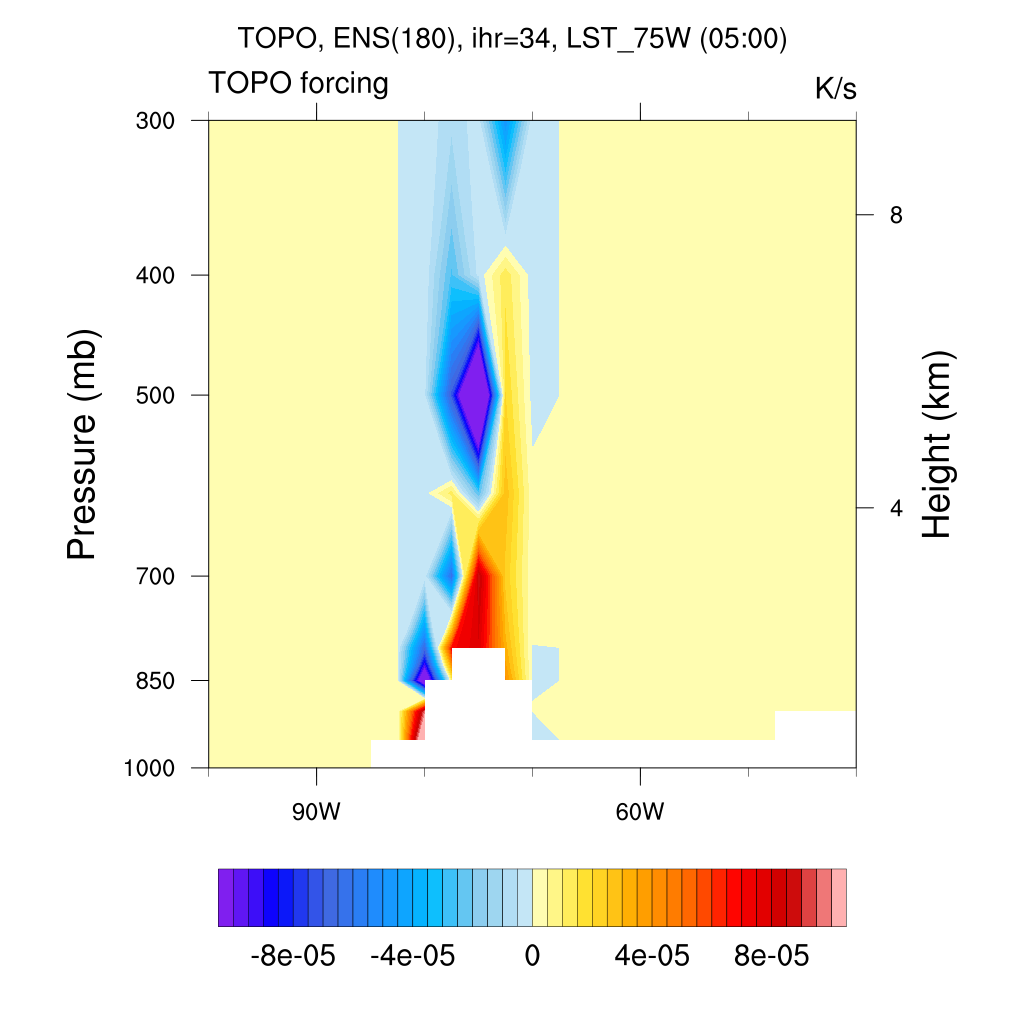 TOPO, ENS(180), ihr=34, LST_75W (05:00)
TOPO forcing
K/s
300
400
500
700
850
1000
Pressure (mb)
8
4
Height (km)
90W
60W
-8e-05
-4e-05
0
4e-05
8e-05